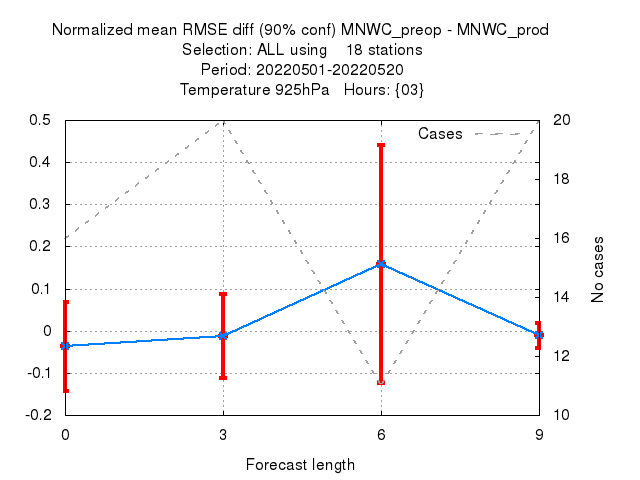 Normalized mean RMSE diff (90% conf) MNWC_preop - MNWC_prod
Selection: ALL using    18 stations
Period: 20220501-20220520
Temperature 925hPa   Hours: {03}
0.5
0.4
0.3
0.2
0.1
0
-0.1
-0.2
Cases
20
18
16
14
12
10
No cases
0 3 6 9
Forecast length